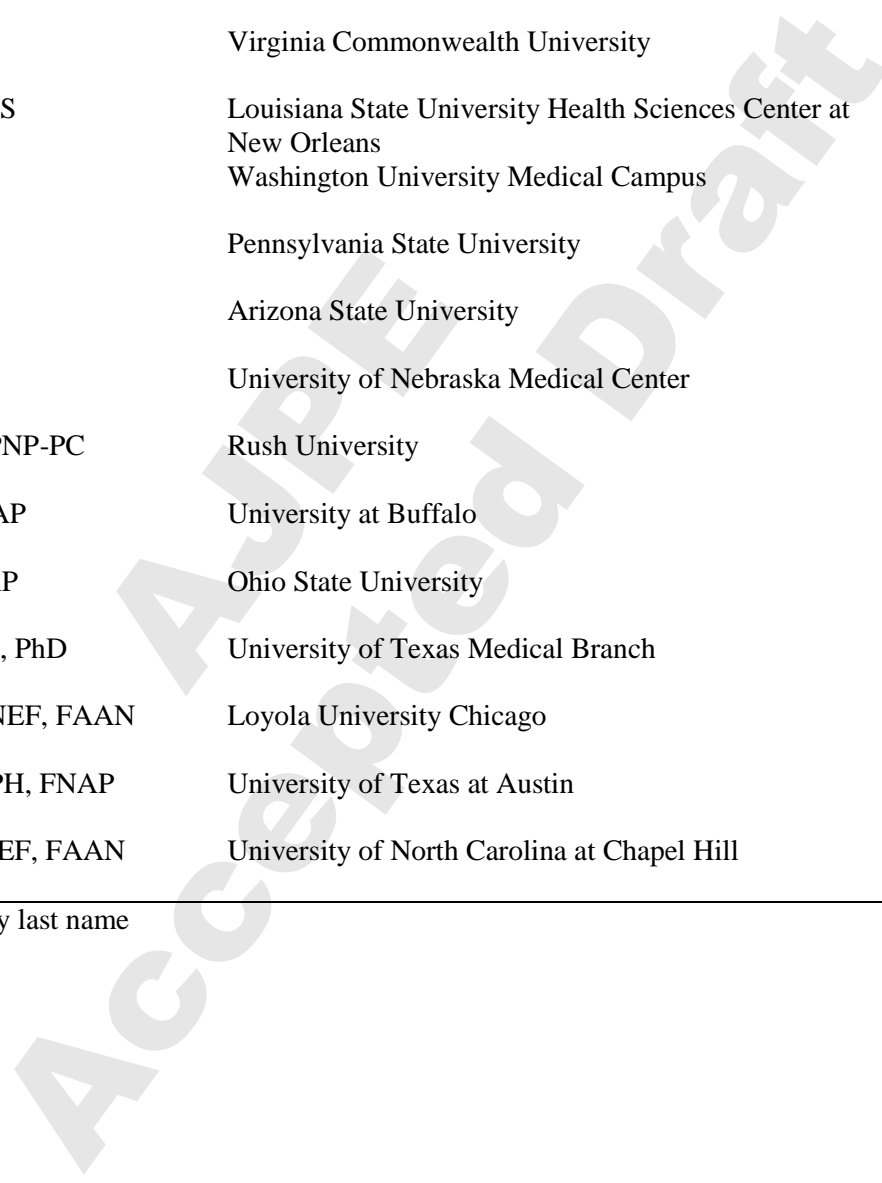 Virginia Commonwealth University
S Louisiana State University Health Sciences Center at
New Orleans
Washington University Medical Campus
Pennsylvania State University
Arizona State University
University of Nebraska Medical Center
PNP-PC Rush University
AP University at Buffalo
AP Ohio State University
, PhD University of Texas Medical Branch
NEF, FAAN Loyola University Chicago
PH, FNAP University of Texas at Austin
EF, FAAN University of North Carolina at Chapel Hill
y last name
AJPE
Accepted Draft